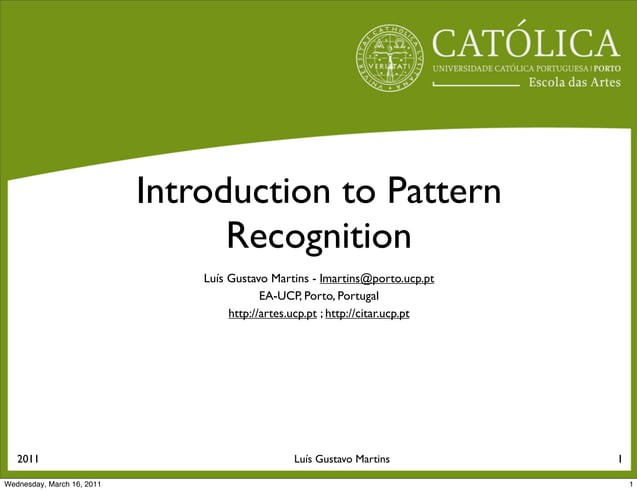 CATÓLICA
UNIVERSIDADE CATÓLICA PORTUGUESA | PORTO
Escola das Artes
Introduction to Pattern
Recognition
Luís Gustavo Martins - lmartins@porto.ucp.pt
EA-UCP, Porto, Portugal
http://artes.ucp.pt ; http://citar.ucp.pt
2011 Luís Gustavo Martins 1
Wednesday, March 16, 2011 1